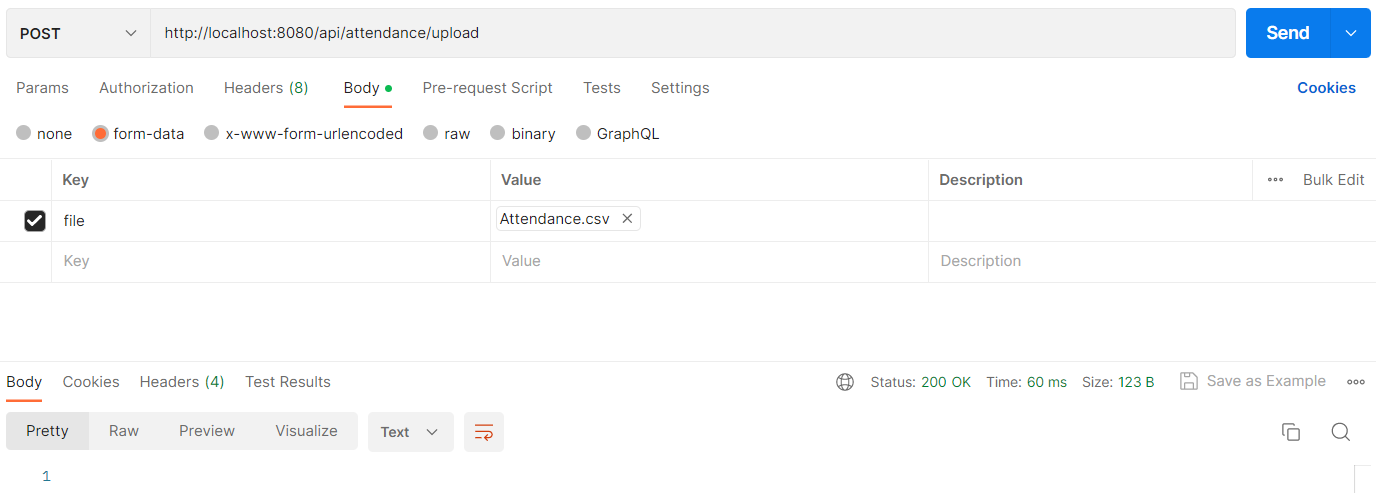 POST http://localhost:8080/api/attendance/upload Send
Params Authorization Headers (8) Body Pre-request Script Tests Settings Cookies
none form-data x-www-form-urlencoded raw binary GraphQL
Key Value Description Bulk Edit
file Attendance.csv
Key Value Description
Body Cookies Headers (4) Test Results Status: 200 OK Time: 60 ms Size: 123 B Save as Example
Pretty Raw Preview Visualize Text
1